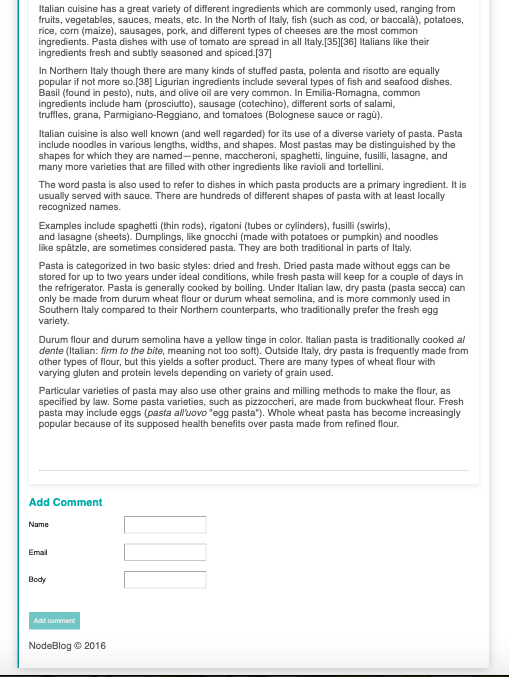 Italian cuisine has a great variety of different ingredients which are commonly used, ranging from
fruits, vegetables, sauces, meats, etc. In the North of Italy, fish (such as cod, or baccalà), potatoes,
rice, corn (maize), sausages, pork, and different types of cheeses are the most common
ingredients. Pasta dishes with use of tomato are spread in all Italy.[35][36] Italians like their
ingredients fresh and subtly seasoned and spiced.[37]
In Northern Italy though there are many kinds of stuffed pasta, polenta and risotto are equally
popular if not more so.[38] Ligurian ingredients include several types of fish and seafood dishes.
Basil (found in pesto), nuts, and olive oil are very common. In Emilia-Romagna, common
ingredients include ham (prosciutto), sausage (cotechino), different sorts of salami,
truffles, grana, Parmigiano-Reggiano, and tomatoes (Bolognese sauce or ragù).
Italian cuisine is also well known (and well regarded) for its use of a diverse variety of pasta. Pasta
include noodles in various lengths, widths, and shapes. Most pastas may be distinguished by the
shapes for which they are named—penne, maccheroni, spaghetti, linguine, fusilli, lasagne, and
many more varieties that are filled with other ingredients like ravioli and tortellini.
The word pasta is also used to refer to dishes in which pasta products are a primary ingredient. It is
usually served with sauce. There are hundreds of different shapes of pasta with at least locally
recognized names.
Examples include spaghetti (thin rods), rigatoni (tubes or cylinders), fusilli (swirls),
and lasagne (sheets). Dumplings, like gnocchi (made with potatoes or pumpkin) and noodles
like spätzle, are sometimes considered pasta. They are both traditional in parts of Italy.
Pasta is categorized in two basic styles: dried and fresh. Dried pasta made without eggs can be
stored for up to two years under ideal conditions, while fresh pasta will keep for a couple of days in
the refrigerator. Pasta is generally cooked by boiling. Under Italian law, dry pasta (pasta secca) can
only be made from durum wheat flour or durum wheat semolina, and is more commonly used in
Southern Italy compared to their Northern counterparts, who traditionally prefer the fresh egg
variety.
Durum flour and durum semolina have a yellow tinge in color. Italian pasta is traditionally cooked al
dente (Italian: firm to the bite, meaning not too soft). Outside Italy, dry pasta is frequently made from
other types of flour, but this yields a softer product. There are many types of wheat flour with
varying gluten and protein levels depending on variety of grain used.
Particular varieties of pasta may also use other grains and milling methods to make the flour, as
specified by law. Some pasta varieties, such as pizzoccheri, are made from buckwheat flour. Fresh
pasta may include eggs (pasta all'uovo "egg pasta"). Whole wheat pasta has become increasingly
popular because of its supposed health benefits over pasta made from refined flour.
Add Comment
Name
Email
Body
Add comment
NodeBlog © 2016